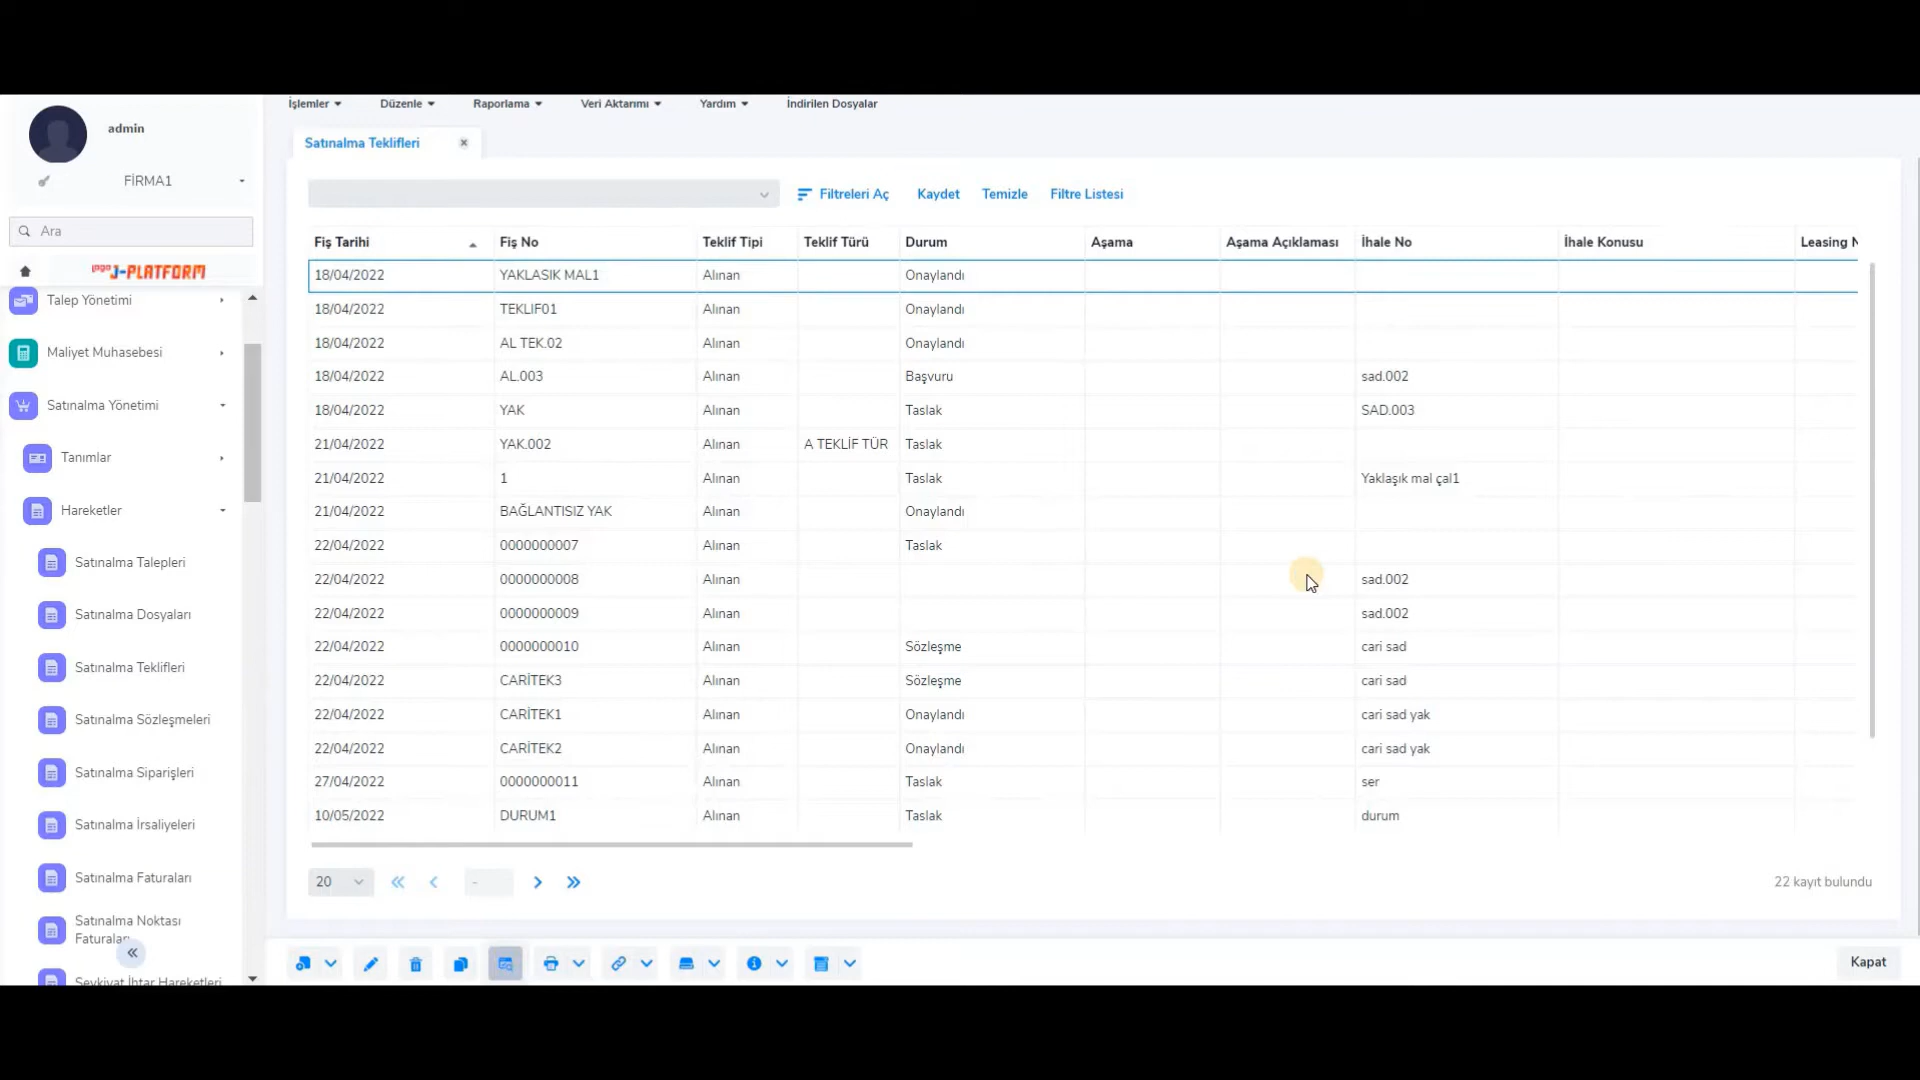 İşlemler Düzenle Raporlama Veri Aktarımı Yardım İndirilen Dosyalar
admin
FİRMA1
Ara
logo J-PLATFORM
Talep Yönetimi
Maliyet Muhasebesi
Satınalma Yönetimi
Tanımlar
Hareketler
Satınalma Talepleri
Satınalma Dosyaları
Satınalma Teklifleri
Satınalma Sözleşmeleri
Satınalma Siparişleri
Satınalma İrsaliyeleri
Satınalma Faturaları
Satınalma Noktası
Faturaları
Sevkiyat İhtar Hareketleri
Satınalma Teklifleri
Filtreleri Aç Kaydet Temizle Filtre Listesi
Fiş Tarihi Fiş No Teklif Tipi Teklif Türü Durum Aşama Aşama Açıklaması İhale No İhale Konusu Leasing N
18/04/2022 YAKLASIK MAL1 Alınan Onaylandı
18/04/2022 TEKLIF01 Alınan Onaylandı
18/04/2022 AL TEK.02 Alınan Onaylandı
18/04/2022 AL.003 Alınan Başvuru sad.002
18/04/2022 YAK Alınan Taslak SAD.003
21/04/2022 YAK.002 Alınan A TEKLİF TÜR Taslak
21/04/2022 1 Alınan Taslak Yaklaşık mal çal1
21/04/2022 BAĞLANTISIZ YAK Alınan Onaylandı
22/04/2022 0000000007 Alınan Taslak
22/04/2022 0000000008 Alınan sad.002
22/04/2022 0000000009 Alınan sad.002
22/04/2022 0000000010 Alınan Sözleşme cari sad
22/04/2022 CARİTEK3 Alınan Sözleşme cari sad
22/04/2022 CARİTEK1 Alınan Onaylandı cari sad yak
22/04/2022 CARİTEK2 Alınan Onaylandı cari sad yak
27/04/2022 0000000011 Alınan Taslak ser
10/05/2022 DURUM1 Alınan Taslak durum
20 - 22 kayıt bulundu
Kapat